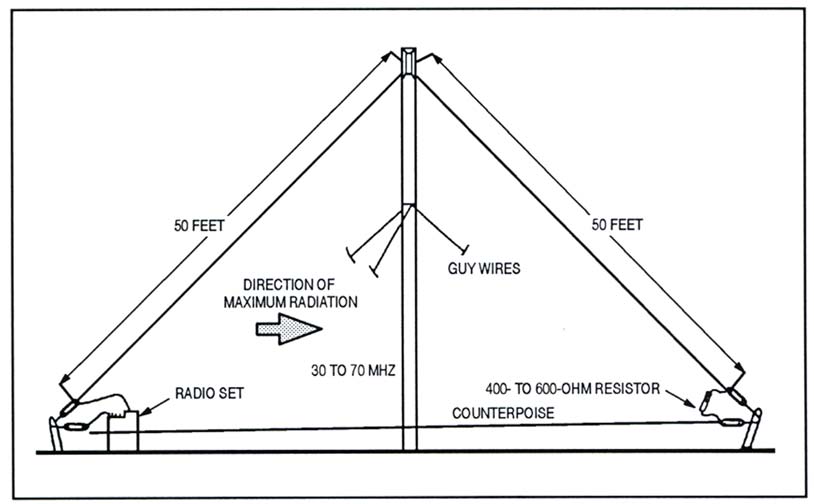 50 FEET
50 FEET
GUY WIRES
DIRECTION OF
MAXIMUM RADIATION
30 TO 70 MHZ
RADIO SET
400- TO 600-OHM RESISTOR
COUNTERPOISE